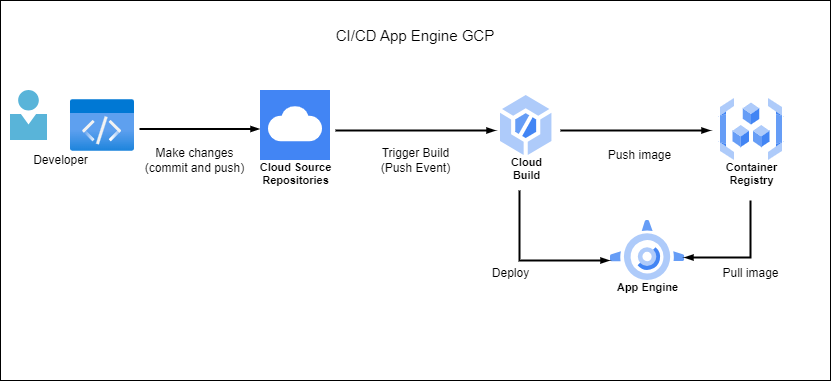 CI/CD App Engine GCP
Developer
Make changes
(commit and push)
Cloud Source
Repositories
Trigger Build
(Push Event)
Cloud
Build
Push image
Container
Registry
Deploy
App Engine
Pull image